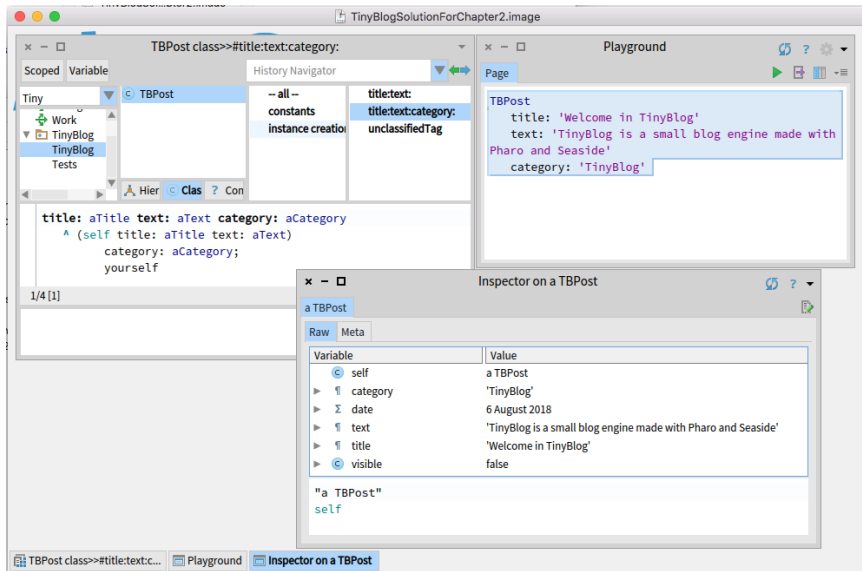 TinyBlogSolutionForChapter2.image
TBPost class>>#title:text:category:
Scoped Variable
History Navigator
Tiny
Work
TinyBlog
TinyBlog
Tests
TBPost
Hier Clas ? Con
-- all --
constants
instance creation
title:text:
title:text:category:
unclassifiedTag
title: aTitle text: aText category: aCategory
^ (self title: aTitle text: aText)
category: aCategory;
yourself
1/4 [1]
Playground
Page
TBPost
title: 'Welcome in TinyBlog'
text: 'TinyBlog is a small blog engine made with
Pharo and Seaside'
category: 'TinyBlog'
Inspector on a TBPost
a TBPost
Raw Meta
Variable Value
self a TBPost
category 'TinyBlog'
date 6 August 2018
text 'TinyBlog is a small blog engine made with Pharo and Seaside'
title 'Welcome in TinyBlog'
visible false
"a TBPost"
self
TBPost class>>#title:text:c... Playground Inspector on a TBPost